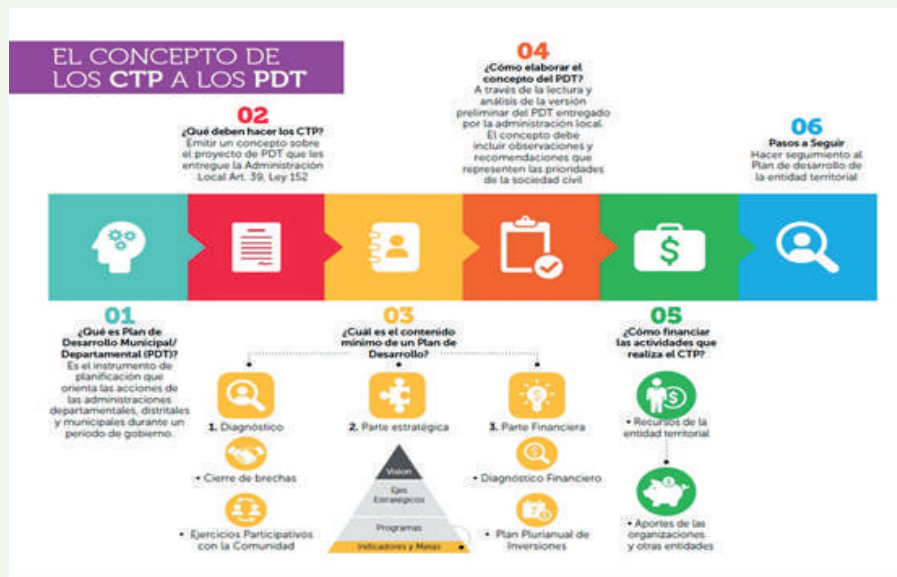 EL CONCEPTO DE
LOS CTP A LOS PDT
01
¿Qué es Plan de
Desarrollo Municipal/
Departamental (PDT)?
Es el instrumento de
planificación que
orienta las acciones de
las administraciones
departamentales, distritales
y municipales durante un
periodo de gobierno.
02
¿Qué deben hacer los CTP?
Emitir un concepto sobre
el proyecto de PDT que les
entregue la Administración
Local Art. 39, Ley 152
03
¿Cuál es el contenido
mínimo de un Plan de
Desarrollo?
1. Diagnóstico
• Cierre de brechas
• Ejercicios Participativos
con la Comunidad
2. Parte estratégica
Vision
Ejes
Estratégicos
Programas
Indicadores y Metas
3. Parte Financiera
• Diagnóstico Financiero
• Plan Plurianual de
Inversiones
04
¿Cómo elaborar el
concepto del PDT?
A través de la lectura y
análisis de la versión
preliminar del PDT entregado
por la administración local.
El concepto debe
incluir observaciones y
recomendaciones que
representen las prioridades
de la sociedad civil
05
¿Cómo financiar
las actividades que
realiza el CTP?
• Recursos de la
entidad territorial
• Aportes de las
organizaciones
y otras entidades
06
Pasos a Seguir
Hacer seguimiento al
Plan de desarrollo de
la entidad territorial